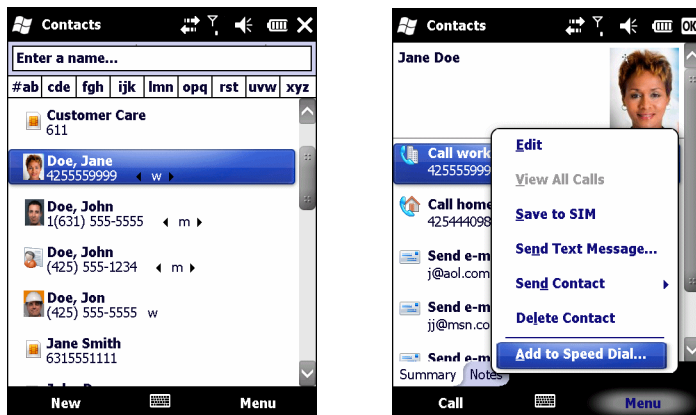 Contacts
Enter a name...
#ab cde fgh ijk lmn opq rst uvw xyz
Customer Care
611
Doe, Jane
4255559999 w
Doe, John
1(631) 555-5555 m
Doe, John
(425) 555-1234 m
Doe, Jon
(425) 555-5555 w
Jane Smith
6315551111
New Menu
Contacts OK
Jane Doe
Call work
425555999
Call home
425444098
Send e-m
j@aol.com
Send e-m
jj@msn.co
Send e-m
Edit
View All Calls
Save to SIM
Send Text Message...
Send Contact
Delete Contact
Add to Speed Dial...
Summary Notes
Call Menu